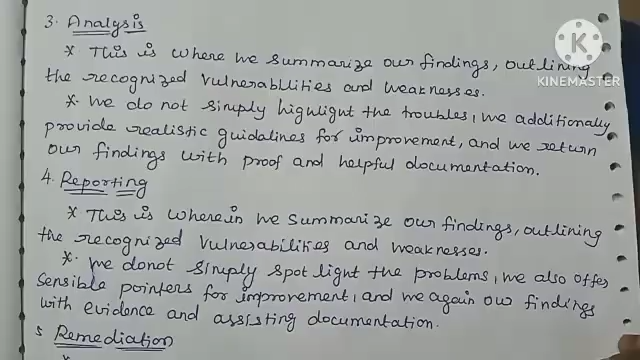 3. Analysis
* This is where we summarize our findings, outlining
the recognized vulnerabilities and weaknesses.
* we do not simply highlight the troubles, we additionally
provide realistic guidalines for improvement, and we return
our findings with proof and helpful documentation.
4. Reporting
* This is wherein we summarize our findings, outlining
the recognized vulnerabilities and weaknesses.
* we donot simply spot light the problems, we also offer
sensible pointers for improvement, and we again our findings
with evidence and assisting documentation.
5 Remediation
*
K
KINEMASTER